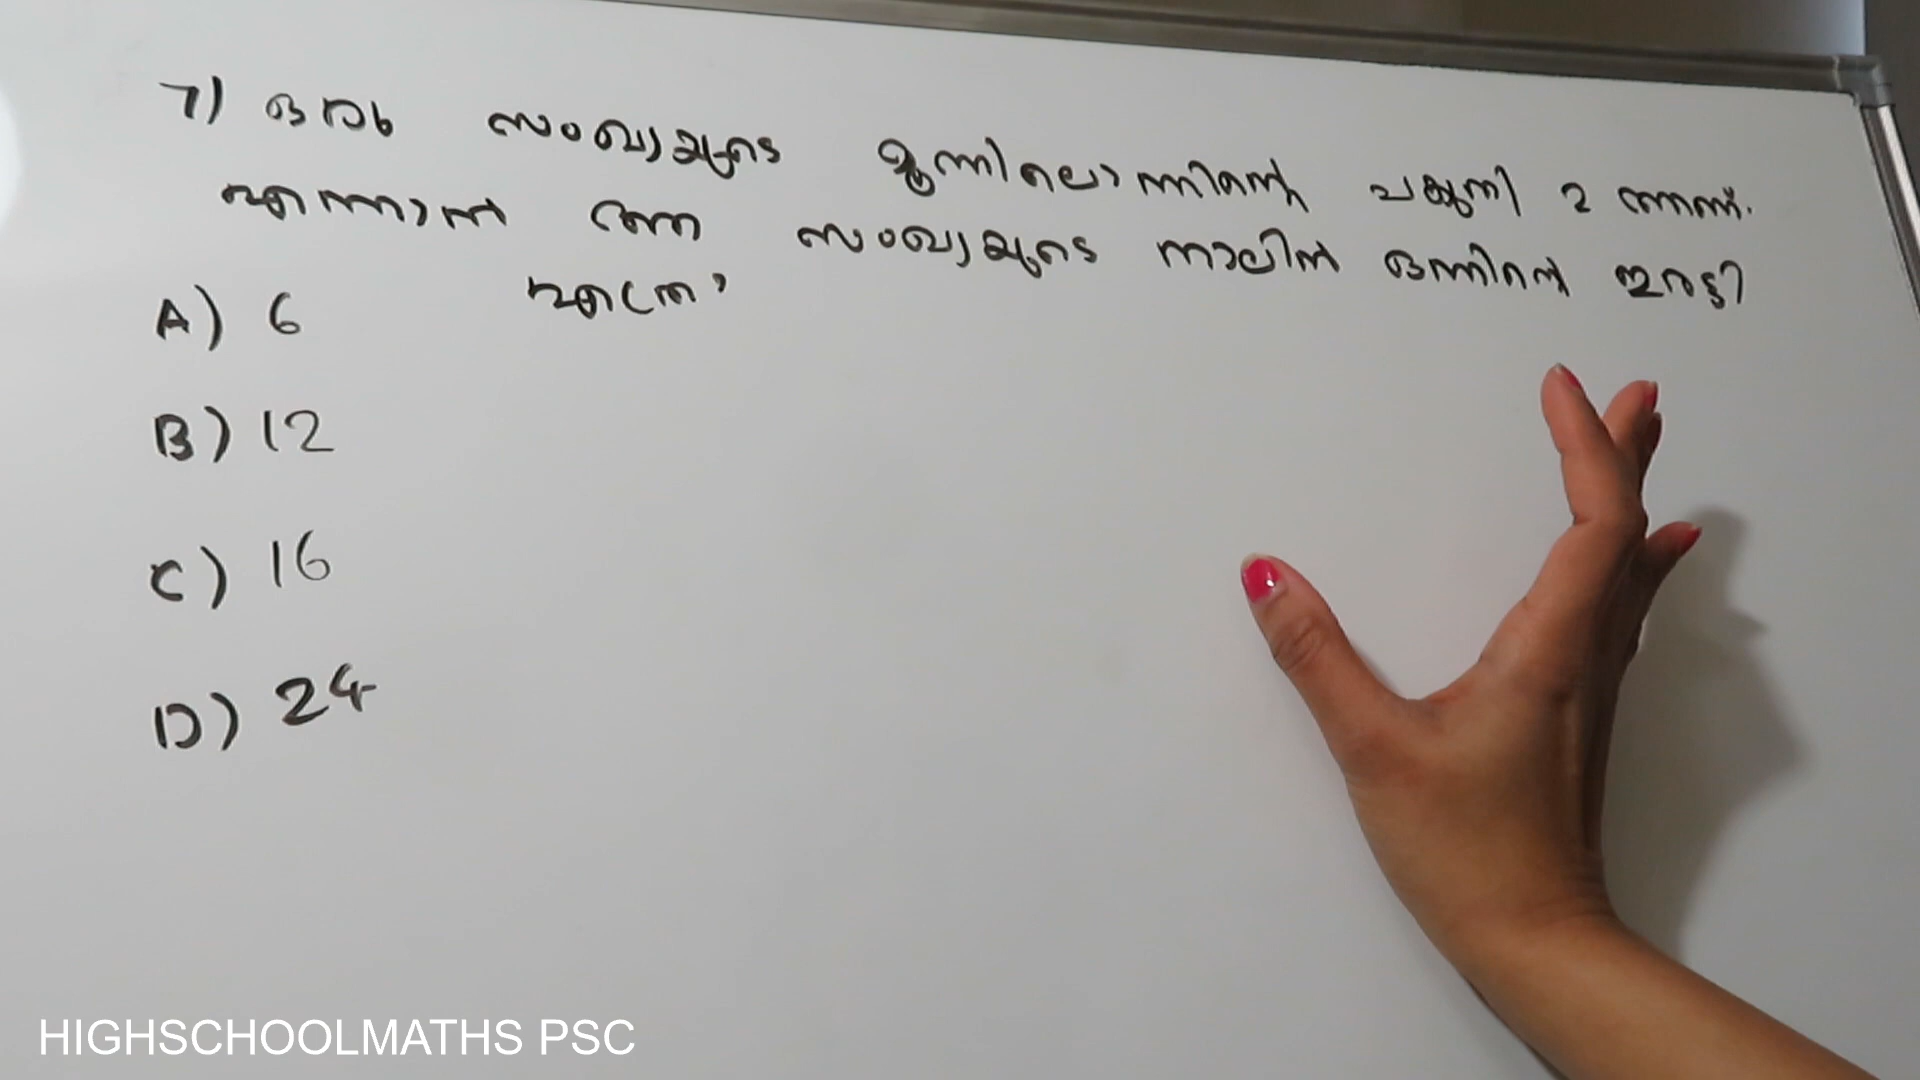 7) ഒരു സംഖ്യയുടെ മൂന്നിലൊന്നിന്റെ പകുതി 2 ആണ്.
എന്നാൽ ആ സംഖ്യയുടെ നാലിൽ ഒന്നിന്റെ ഇരട്ടി
എത്ര?
A) 6
B) 12
C) 16
D) 24
HIGHSCHOOLMATHS PSC